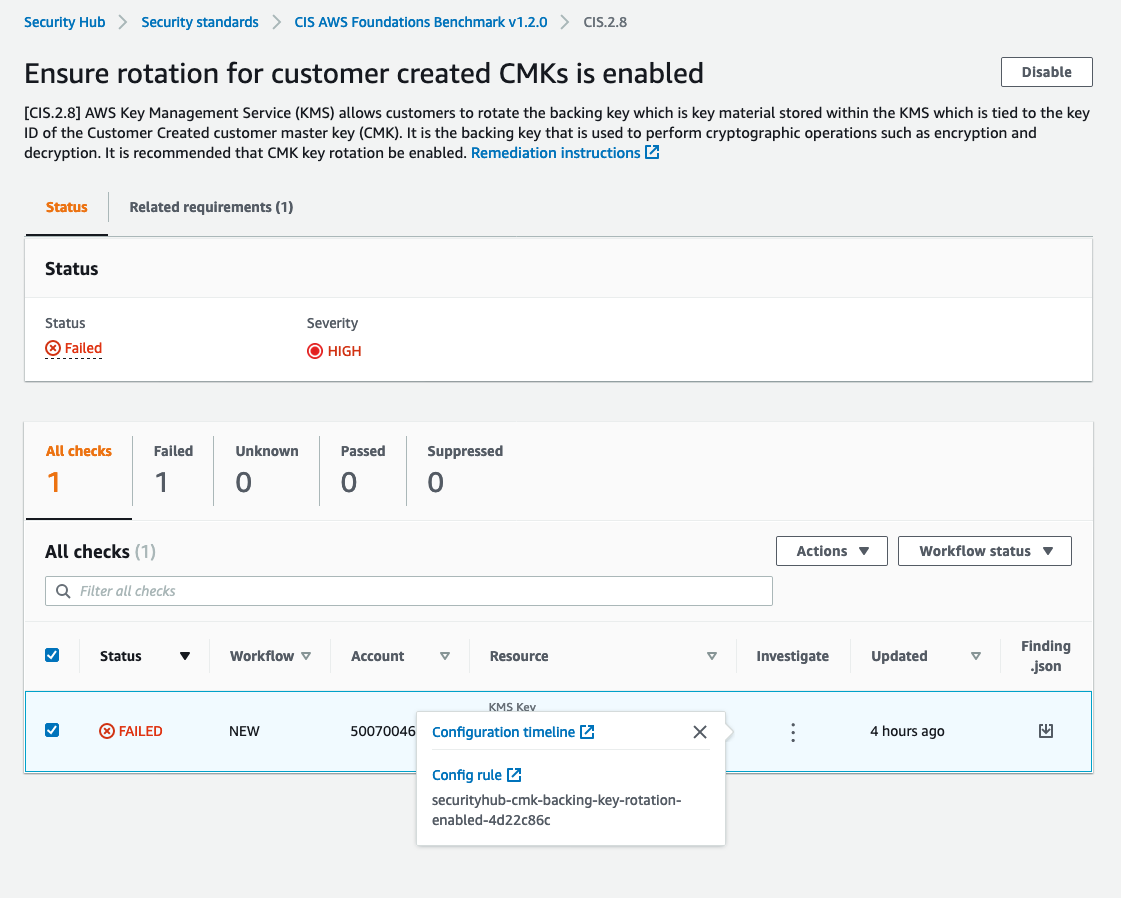 Security Hub > Security standards > CIS AWS Foundations Benchmark v1.2.0 > CIS.2.8
Ensure rotation for customer created CMKs is enabled
Disable
[CIS.2.8] AWS Key Management Service (KMS) allows customers to rotate the backing key which is key material stored within the KMS which is tied to the key
ID of the Customer Created customer master key (CMK). It is the backing key that is used to perform cryptographic operations such as encryption and
decryption. It is recommended that CMK key rotation be enabled. Remediation instructions
Status
Related requirements (1)
Status
Status
Severity
Failed
HIGH
All checks
Failed
Unknown
Passed
Suppressed
1
1
0
0
0
All checks (1)
Actions
Workflow status
Filter all checks
Status
Workflow
Account
Resource
Investigate
Updated
Finding
.json
KMS Key
FAILED
NEW
50070046
4 hours ago
Configuration timeline
Config rule
securityhub-cmk-backing-key-rotation-
enabled-4d22c86c